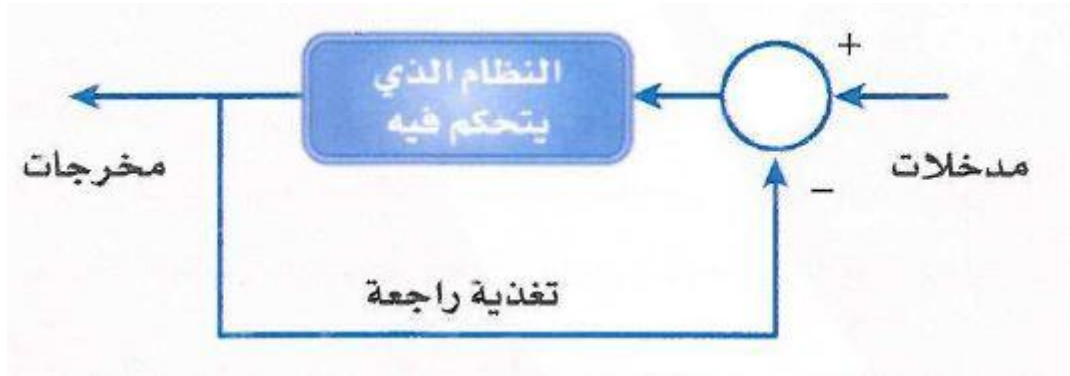 +
النظام الذي
يتحكم فيه
مدخلات
−
مخرجات
تغذية راجعة